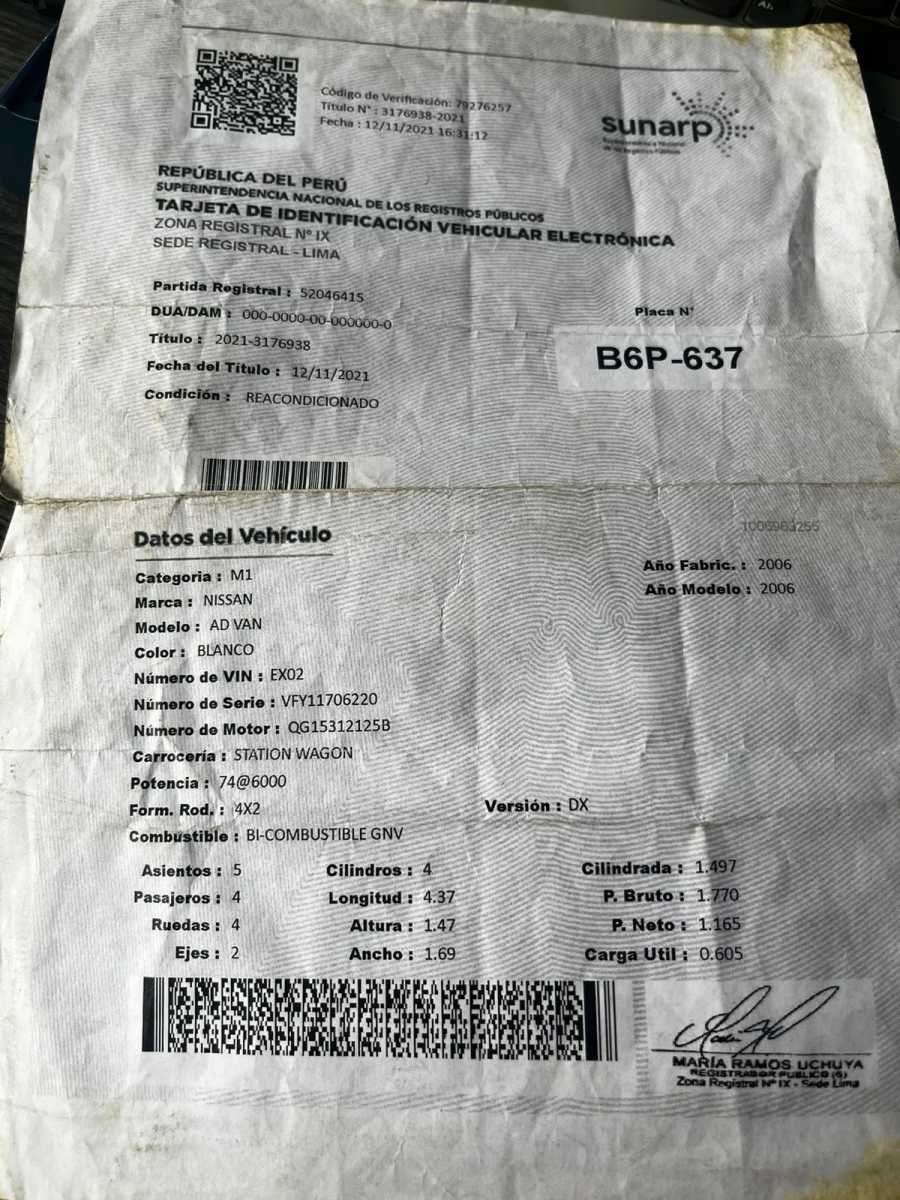 Código de Verificación: 79276257
Título N° : 3176938-2021
Fecha : 12/11/2021 16:31:12
sunarp
REPÚBLICA DEL PERÚ
SUPERINTENDENCIA NACIONAL DE LOS REGISTROS PÚBLICOS
TARJETA DE IDENTIFICACIÓN VEHICULAR ELECTRÓNICA
ZONA REGISTRAL N° IX
SEDE REGISTRAL - LIMA
Partida Registral : 52046415
DUA/DAM : 000-0000-00-000000-0
Título : 2021-3176938
Fecha del Título : 12/11/2021
Condición : REACONDICIONADO
Placa N°
B6P-637
Datos del Vehículo
Categoria : M1
Marca : NISSAN
Modelo : AD VAN
Color : BLANCO
Número de VIN : EX02
Número de Serie : VFY11706220
Número de Motor : QG15312125B
Carrocería : STATION WAGON
Potencia : 74@6000
Form. Rod. : 4X2
Combustible : BI-COMBUSTIBLE GNV
Año Fabric. : 2006
Año Modelo : 2006
Versión : DX
Asientos : 5 Cilindros : 4 Cilindrada : 1.497
Pasajeros : 4 Longitud : 4.37 P. Bruto : 1.770
Ruedas : 4 Altura : 1.47 P. Neto : 1.165
Ejes : 2 Ancho : 1.69 Carga Util : 0.605
MARÍA RAMOS UCHUYA
REGISTRADOR PÚBLICO (e)
Zona Registral N° IX - Sede Lima